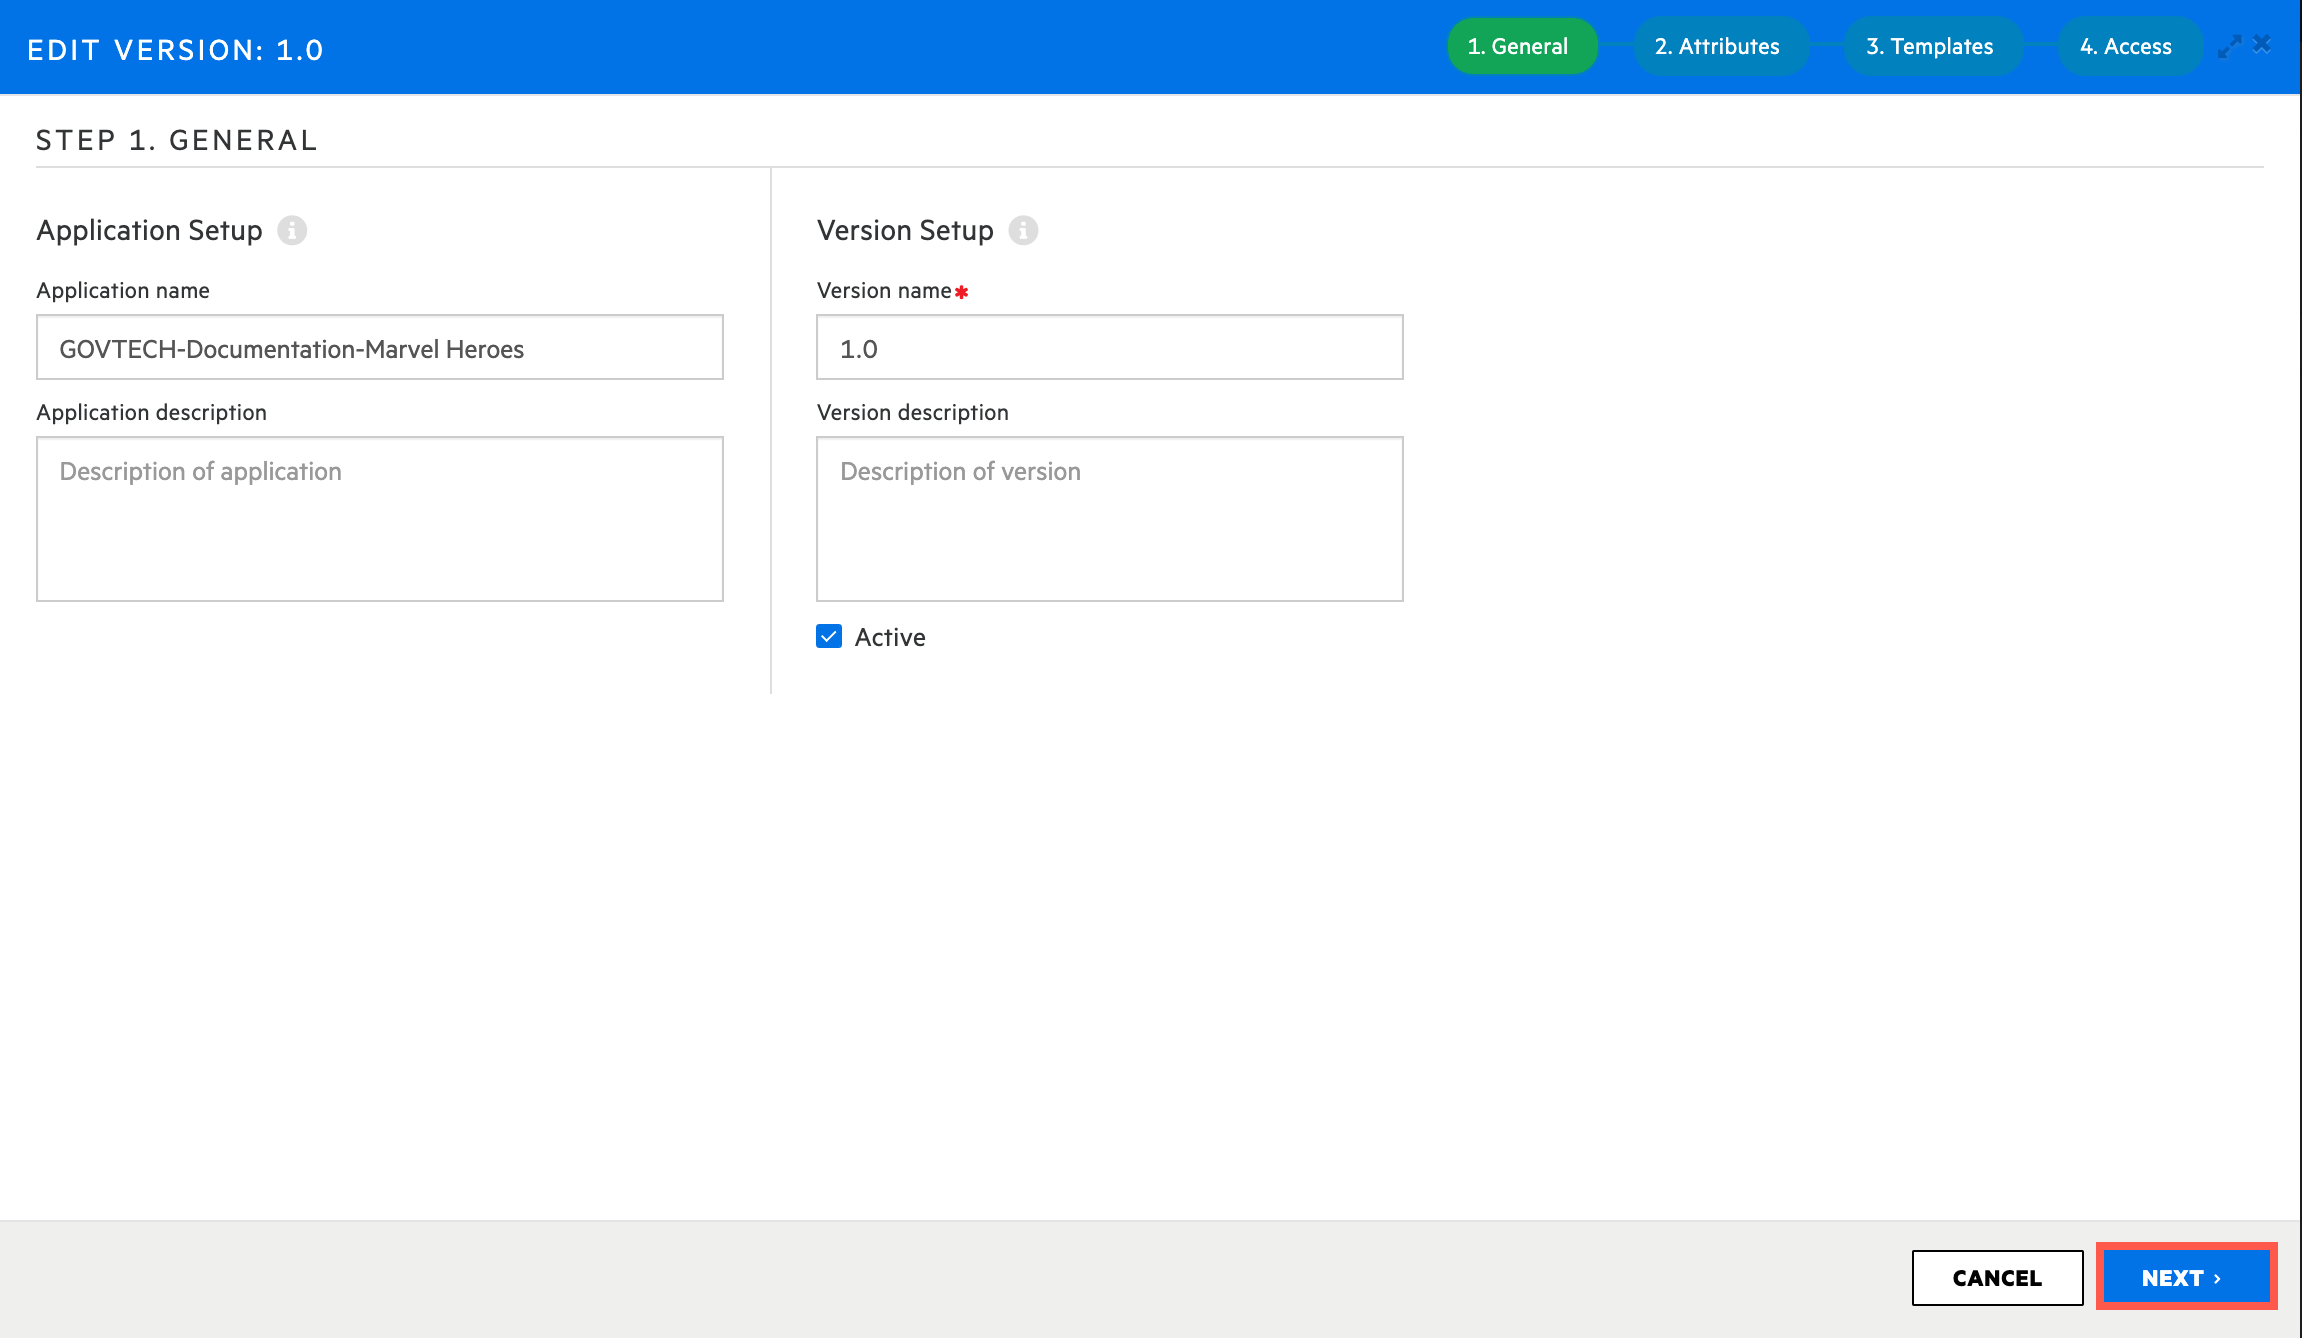 EDIT VERSION: 1.0
1. General
2. Attributes
3. Templates
4. Access
STEP 1. GENERAL
Application Setup
Application name
GOVTECH-Documentation-Marvel Heroes
Application description
Description of application
Version Setup
Version name*
1.0
Version description
Description of version
Active
CANCEL
NEXT ›